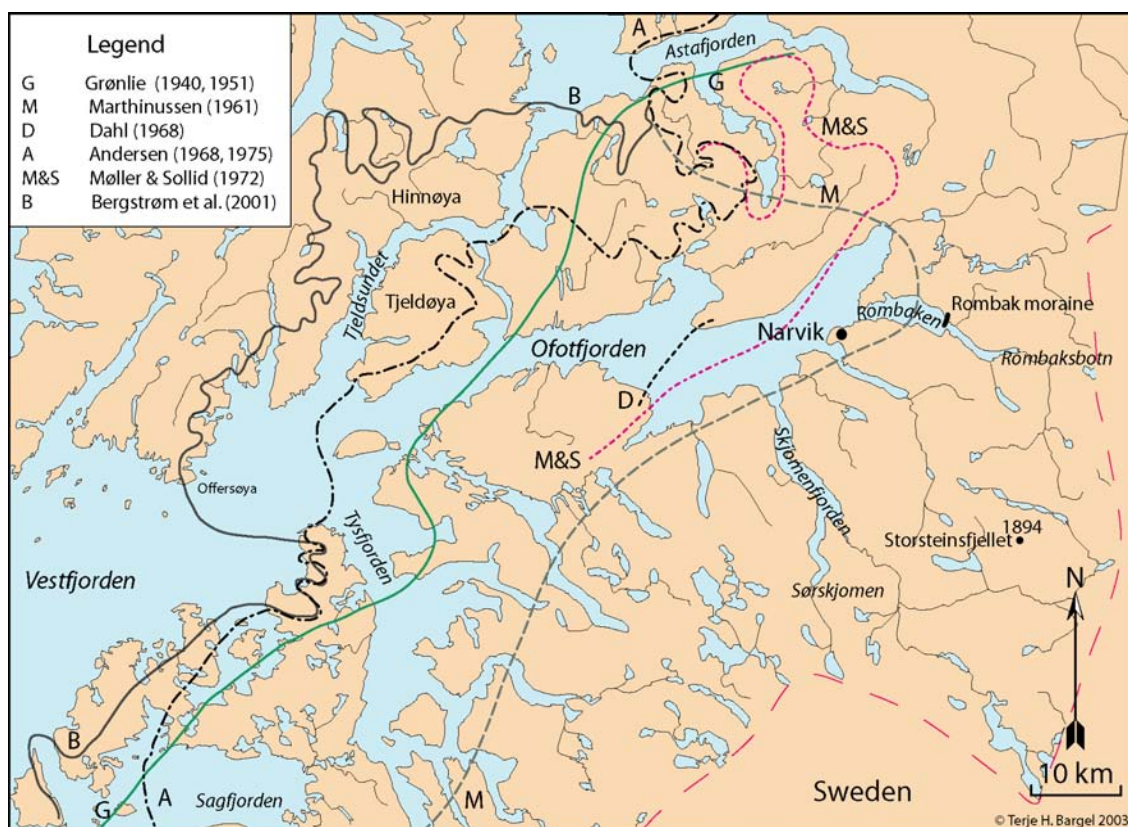 Legend
G Grønlie (1940, 1951)
M Marthinussen (1961)
D Dahl (1968)
A Andersen (1968, 1975)
M&S Møller & Sollid (1972)
B Bergstrøm et al. (2001)
A
Astafjorden
B
G
M&S
Hinnøya
M
Tjeldsundet
Tjeldøya
Rombaken
Rombak moraine
Narvik
Ofotfjorden
Rombaksbotn
D
M&S
Skjomenfjorden
Offersøya
Tysfjorden
1894
Storsteinsfjellet
Vestfjorden
N
Sørskjomen
B
10 km
G
A
Sagfjorden
M
Sweden
© Terje H. Bargel 2003